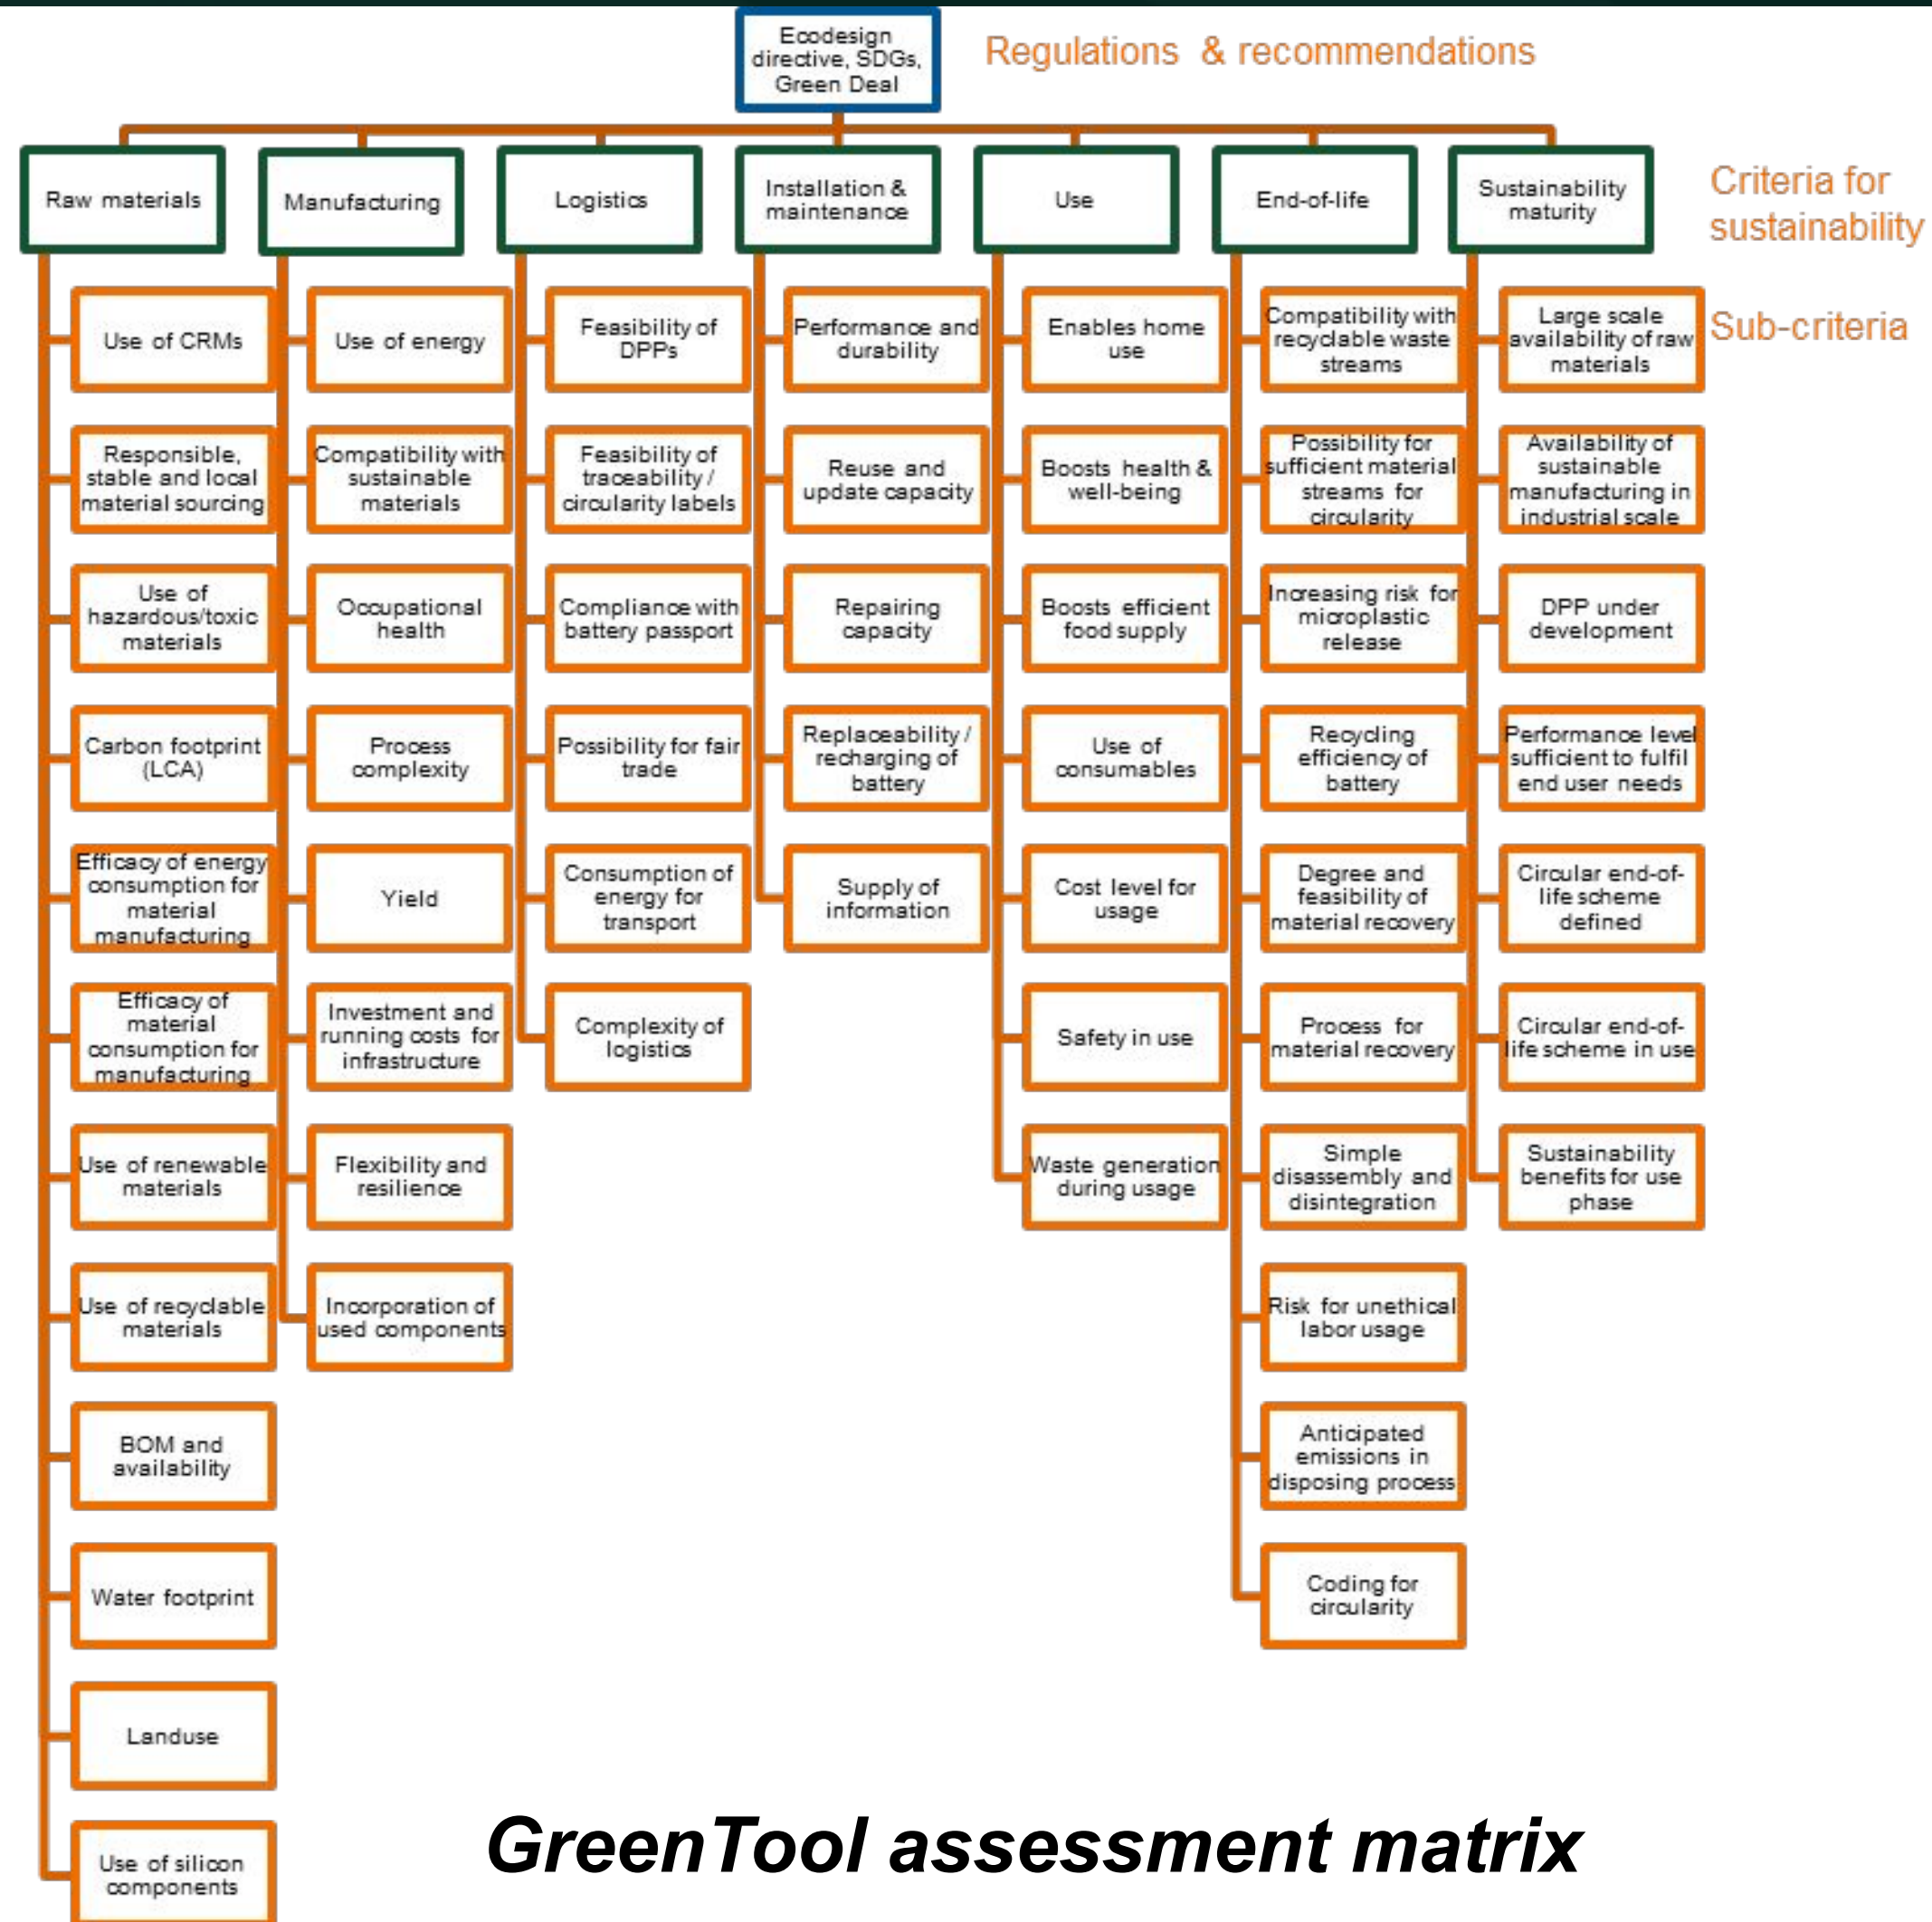 Ecodesign
directive, SDGs,
Green Deal
Regulations & recommendations
Raw materials
Manufacturing
Logistics
Installation &
maintenance
Use
End-of-life
Sustainability
maturity
Criteria for
sustainability
Sub-criteria
Use of CRMs
Responsible,
stable and local
material sourcing
Use of
hazardous/toxic
materials
Carbon footprint
(LCA)
Efficacy of energy
consumption for
material
manufacturing
Efficacy of
material
consumption for
manufacturing
Use of renewable
materials
Use of recyclable
materials
BOM and
availability
Water footprint
Landuse
Use of silicon
components
Use of energy
Compatibility with
sustainable
materials
Occupational
health
Process
complexity
Yield
Investment and
running costs for
infrastructure
Flexibility and
resilience
Incorporation of
used components
Feasibility of
DPPs
Feasibility of
traceability /
circularity labels
Compliance with
battery passport
Possibility for fair
trade
Consumption of
energy for
transport
Complexity of
logistics
Performance and
durability
Reuse and
update capacity
Repairing
capacity
Replaceability /
recharging of
battery
Supply of
information
Enables home
use
Boosts health &
well-being
Boosts efficient
food supply
Use of
consumables
Cost level for
usage
Safety in use
Waste generation
during usage
Compatibility with
recyclable waste
streams
Possibility for
sufficient material
streams for
circularity
Increasing risk for
microplastic
release
Recycling
efficiency of
battery
Degree and
feasibility of
material recovery
Process for
material recovery
Simple
disassembly and
disintegration
Risk for unethical
labor usage
Anticipated
emissions in
disposing process
Coding for
circularity
Large scale
availability of raw
materials
Availability of
sustainable
manufacturing in
industrial scale
DPP under
development
Performance level
sufficient to fulfil
end user needs
Circular end-of-
life scheme
defined
Circular end-of-
life scheme in use
Sustainability
benefits for use
phase
GreenTool assessment matrix